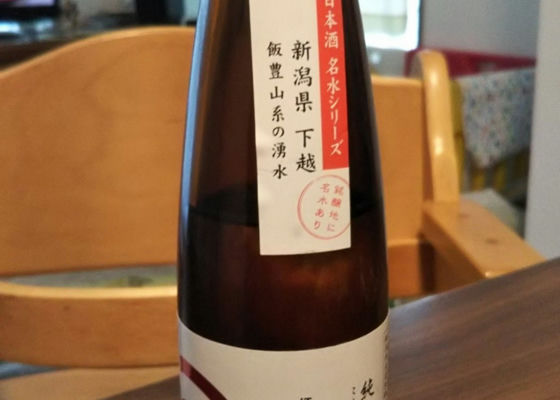 日本酒 名水シリーズ
新潟県 下越
飯豊山系の湧水
銘醸地に
名水あり
純